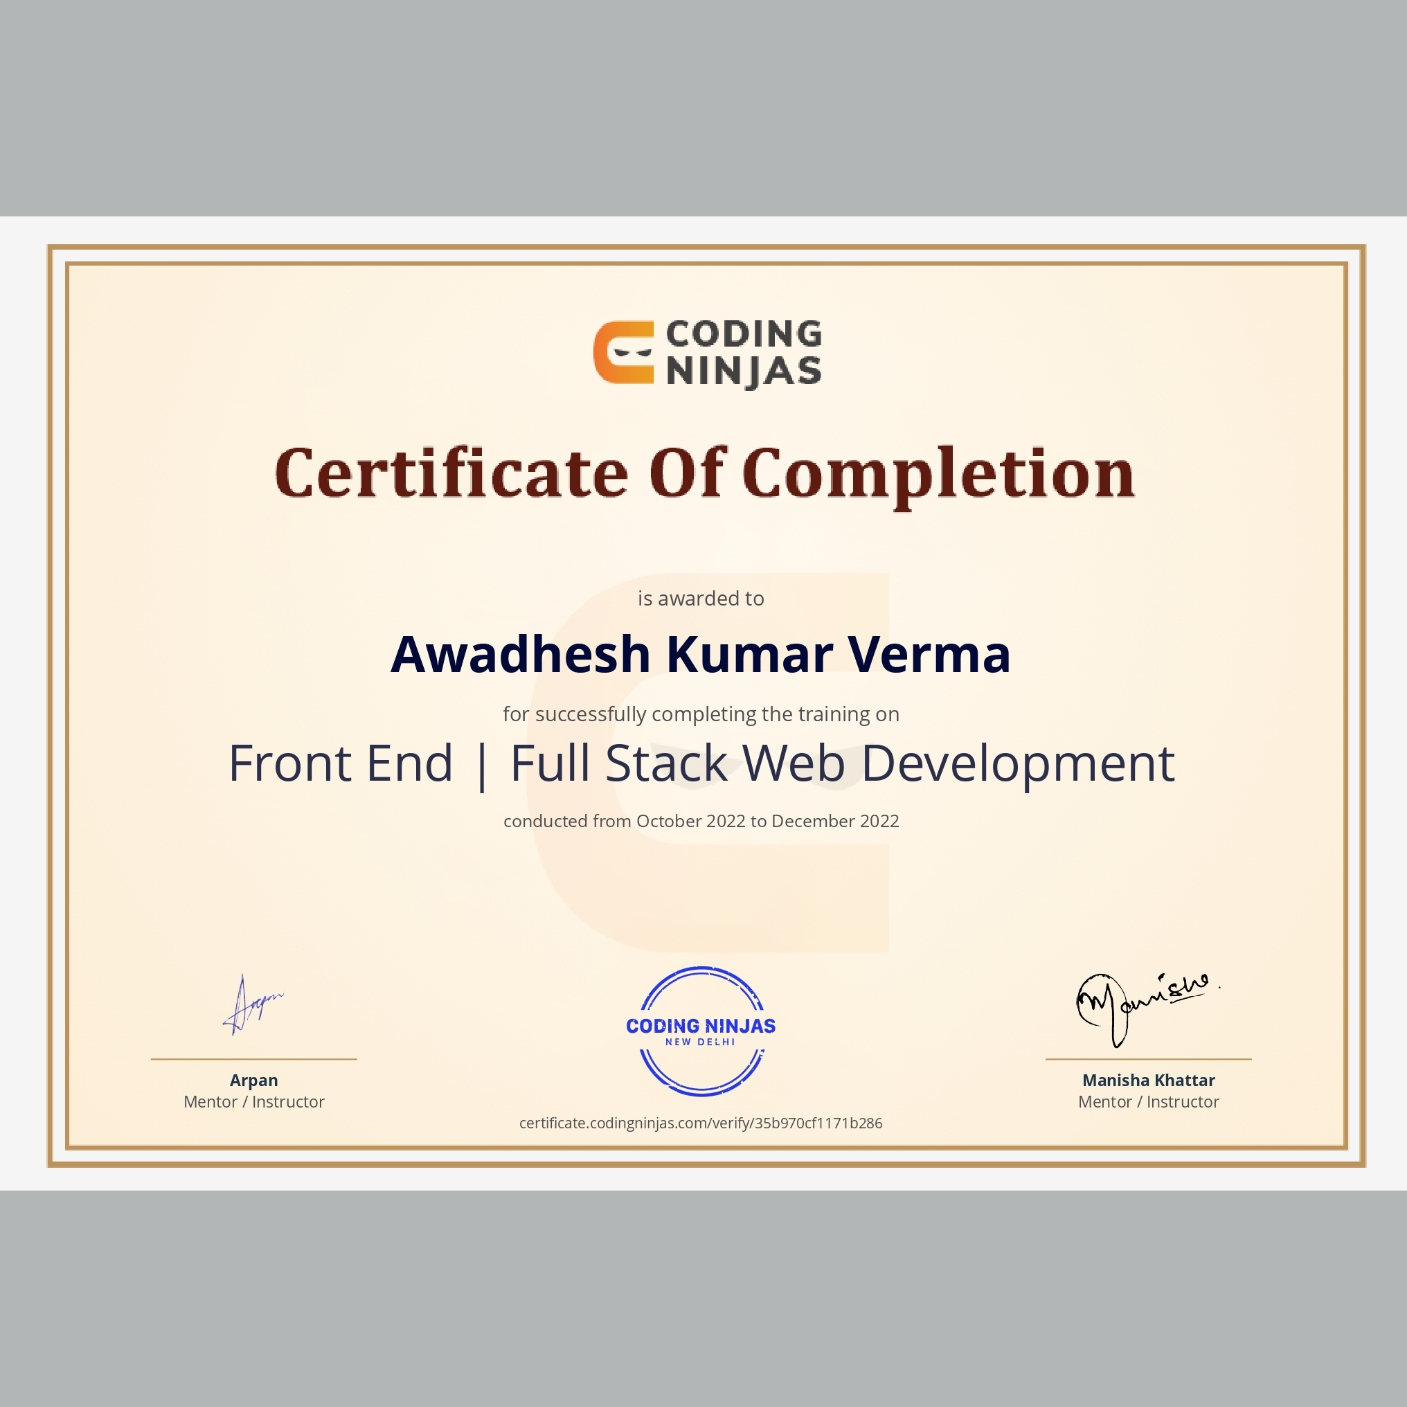 CODING
NINJAS
Certificate Of Completion
is awarded to
Awadhesh Kumar Verma
for successfully completing the training on
Front End | Full Stack Web Development
conducted from October 2022 to December 2022
Arpan
Manisha
CODING NINJAS
NEW DELHI
Arpan
Mentor / Instructor
Manisha Khattar
Mentor / Instructor
certificate.codingninjas.com/verify/35b970cf1171b286